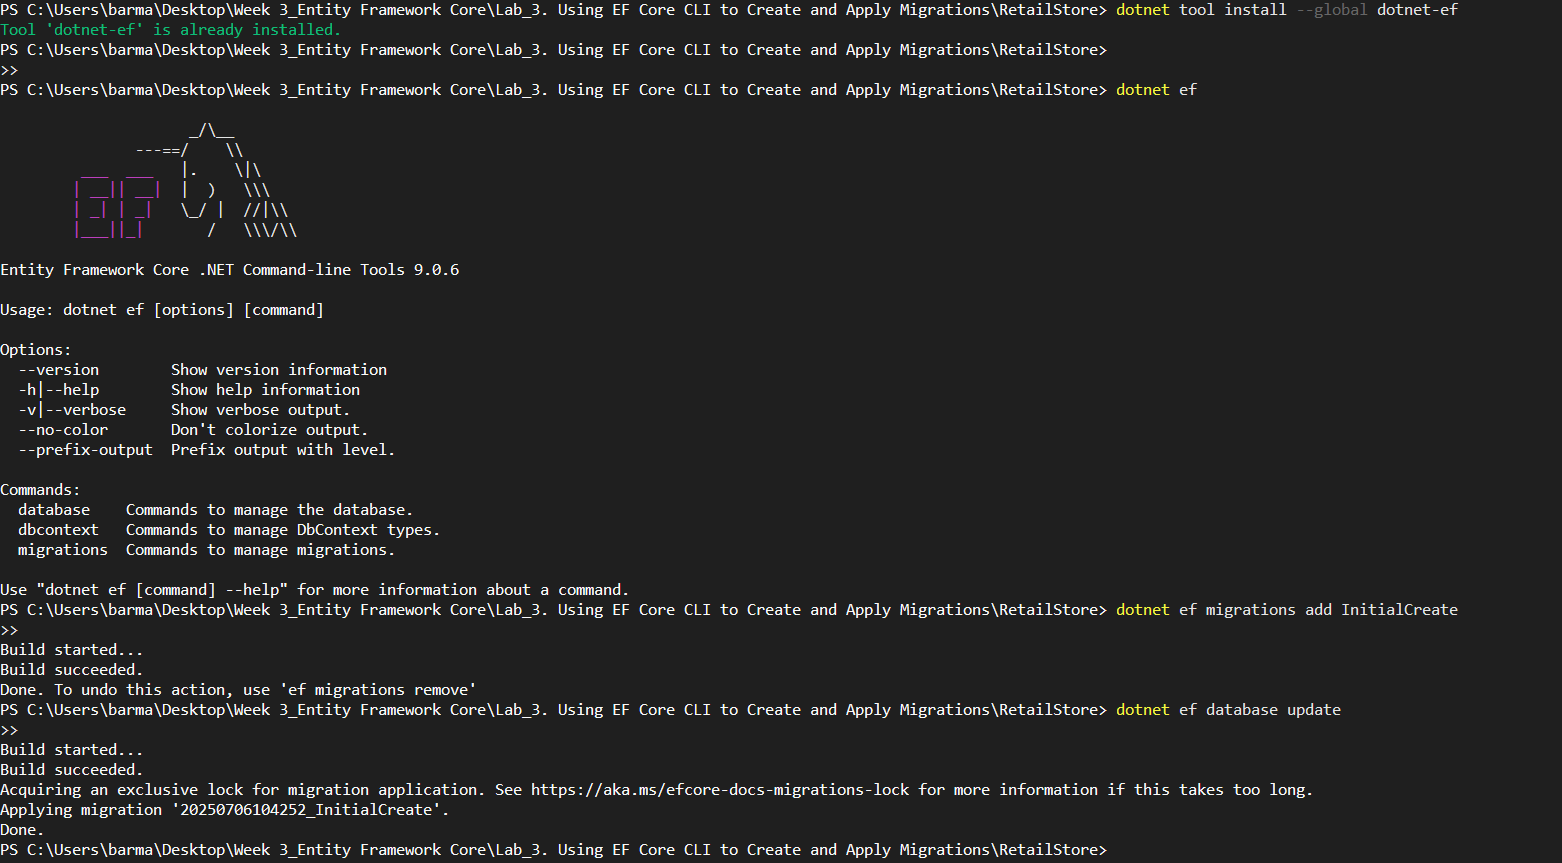 PS C:\Users\barma\Desktop\Week 3_Entity Framework Core\Lab_3. Using EF Core CLI to Create and Apply Migrations\RetailStore> dotnet tool install --global dotnet-ef
Tool 'dotnet-ef' is already installed.
PS C:\Users\barma\Desktop\Week 3_Entity Framework Core\Lab_3. Using EF Core CLI to Create and Apply Migrations\RetailStore>
>>
PS C:\Users\barma\Desktop\Week 3_Entity Framework Core\Lab_3. Using EF Core CLI to Create and Apply Migrations\RetailStore> dotnet ef

                     _/\__
               ---==/    \\
         ___  ___   |.    \|\
        | __|| __|  |  )   \\\
        | _| | _|   \_/ |  //|\\
        |___||_|       /   \\\/\\

Entity Framework Core .NET Command-line Tools 9.0.6

Usage: dotnet ef [options] [command]

Options:
  --version        Show version information
  -h|--help        Show help information
  -v|--verbose     Show verbose output.
  --no-color       Don't colorize output.
  --prefix-output  Prefix output with level.

Commands:
  database    Commands to manage the database.
  dbcontext   Commands to manage DbContext types.
  migrations  Commands to manage migrations.

Use "dotnet ef [command] --help" for more information about a command.
PS C:\Users\barma\Desktop\Week 3_Entity Framework Core\Lab_3. Using EF Core CLI to Create and Apply Migrations\RetailStore> dotnet ef migrations add InitialCreate
>>
Build started...
Build succeeded.
Done. To undo this action, use 'ef migrations remove'
PS C:\Users\barma\Desktop\Week 3_Entity Framework Core\Lab_3. Using EF Core CLI to Create and Apply Migrations\RetailStore> dotnet ef database update
>>
Build started...
Build succeeded.
Acquiring an exclusive lock for migration application. See https://aka.ms/efcore-docs-migrations-lock for more information if this takes too long.
Applying migration '20250706104252_InitialCreate'.
Done.
PS C:\Users\barma\Desktop\Week 3_Entity Framework Core\Lab_3. Using EF Core CLI to Create and Apply Migrations\RetailStore>